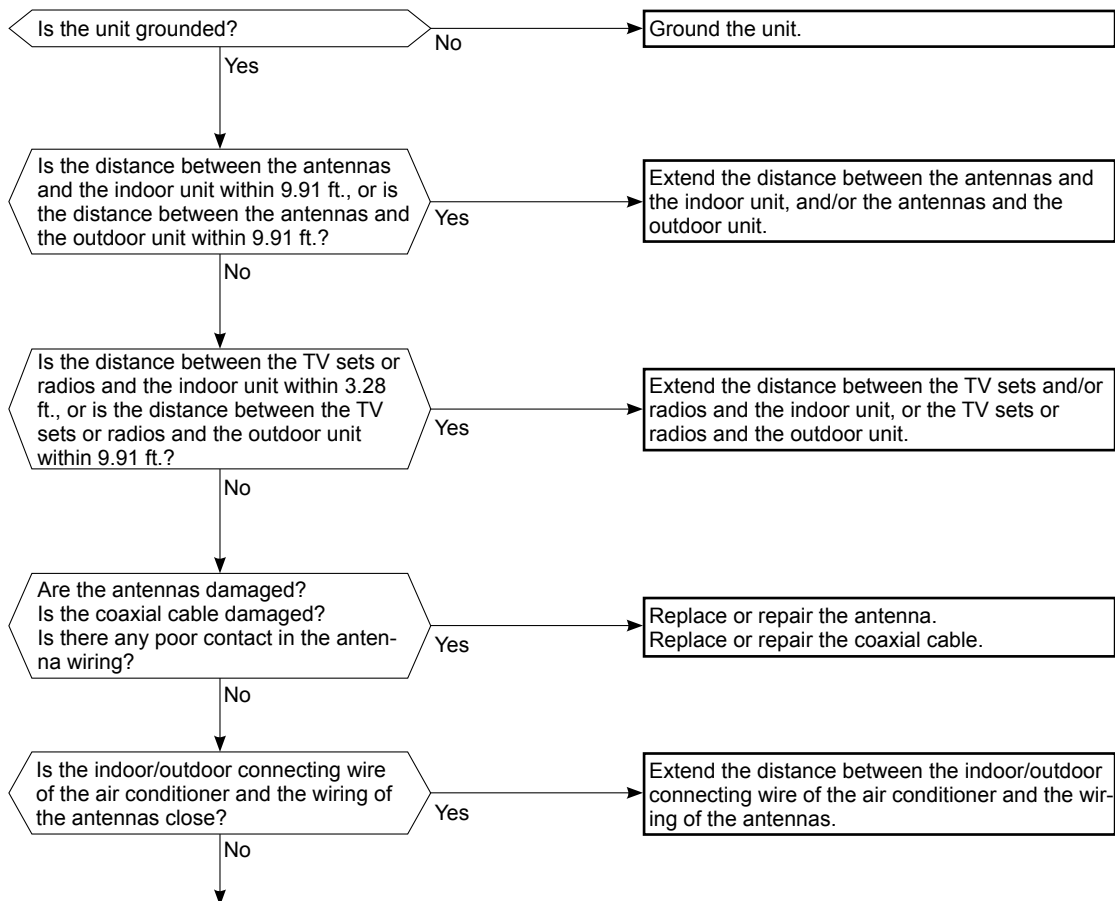 Is the unit grounded?
No
Ground the unit.
Yes
Is the distance between the antennas
and the indoor unit within 9.91 ft., or is
the distance between the antennas and
the outdoor unit within 9.91 ft.?
Yes
Extend the distance between the antennas and
the indoor unit, and/or the antennas and the
outdoor unit.
No
Is the distance between the TV sets or
radios and the indoor unit within 3.28
ft., or is the distance between the TV
sets or radios and the outdoor unit
within 9.91 ft.?
Yes
Extend the distance between the TV sets and/or
radios and the indoor unit, or the TV sets or
radios and the outdoor unit.
No
Are the antennas damaged?
Is the coaxial cable damaged?
Is there any poor contact in the anten-
na wiring?
Yes
Replace or repair the antenna.
Replace or repair the coaxial cable.
No
Is the indoor/outdoor connecting wire
of the air conditioner and the wiring of
the antennas close?
Yes
Extend the distance between the indoor/outdoor
connecting wire of the air conditioner and the wir-
ing of the antennas.
No